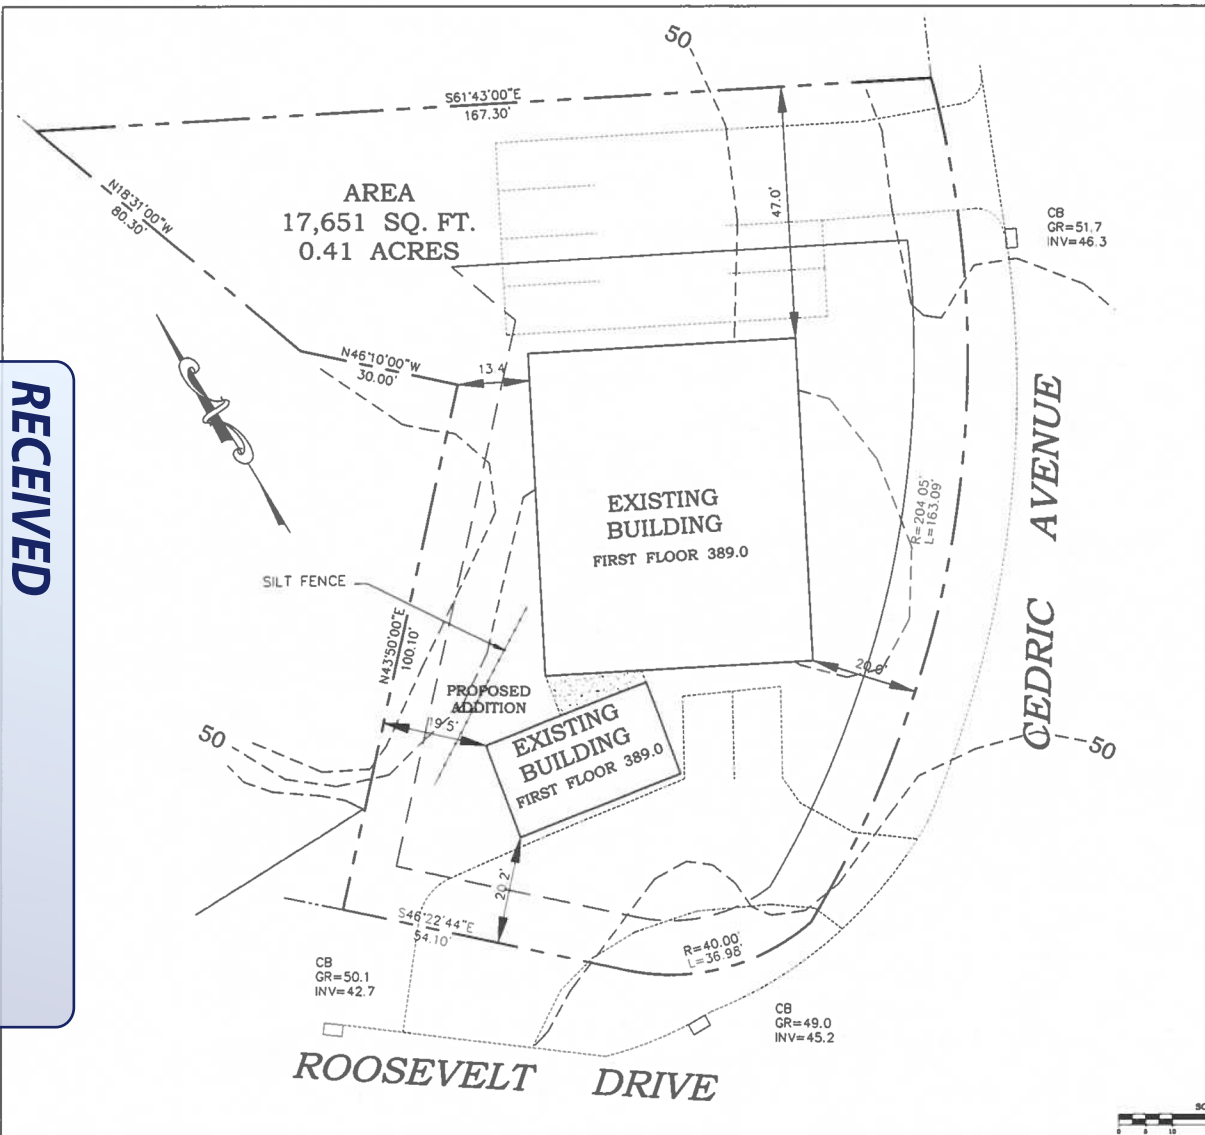 50
S61°43'00"E
167.30'
N18°31'00"W
80.30'
AREA
17,651 SQ. FT.
0.41 ACRES
47.0'
CB
GR=51.7
INV=46.3
N46°10'00"W
30.00'
13.4
RECEIVED
EXISTING
BUILDING
FIRST FLOOR 389.0
R=204.05'
L=163.09'
CEDRIC AVENUE
SILT FENCE
N43°50'00"E
100.10'
PROPOSED
ADDITION
20.0'
50
EXISTING
BUILDING
FIRST FLOOR 389.0
50
20.2'
S46°22'44"E
54.10'
R=40.00'
L=36.98'
CB
GR=50.1
INV=42.7
CB
GR=49.0
INV=45.2
ROOSEVELT DRIVE
0
10